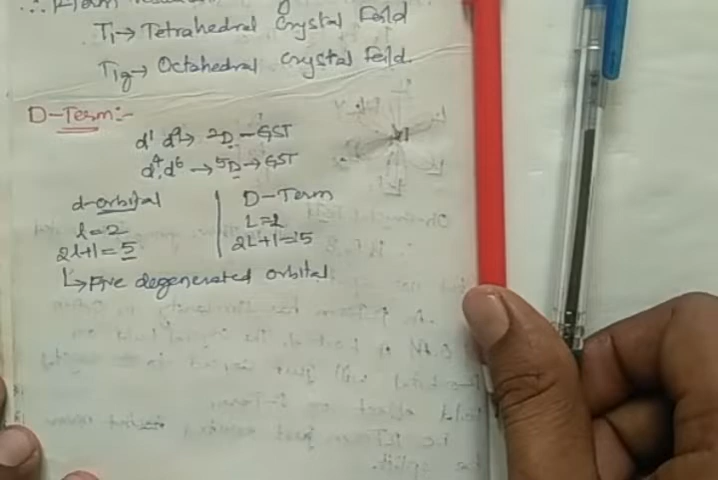 T₁→ Tetrahedral Crystal Feild
T₁g→ Octahedral crystal feild.
D-Term:-
d¹ d⁹→ ²D - GST
d⁴, d⁶ → ⁵D → GST
d-orbital
l=2
2l+1=5
D-Term
L=2
2L+1=5
↳ Five degenerated orbital.